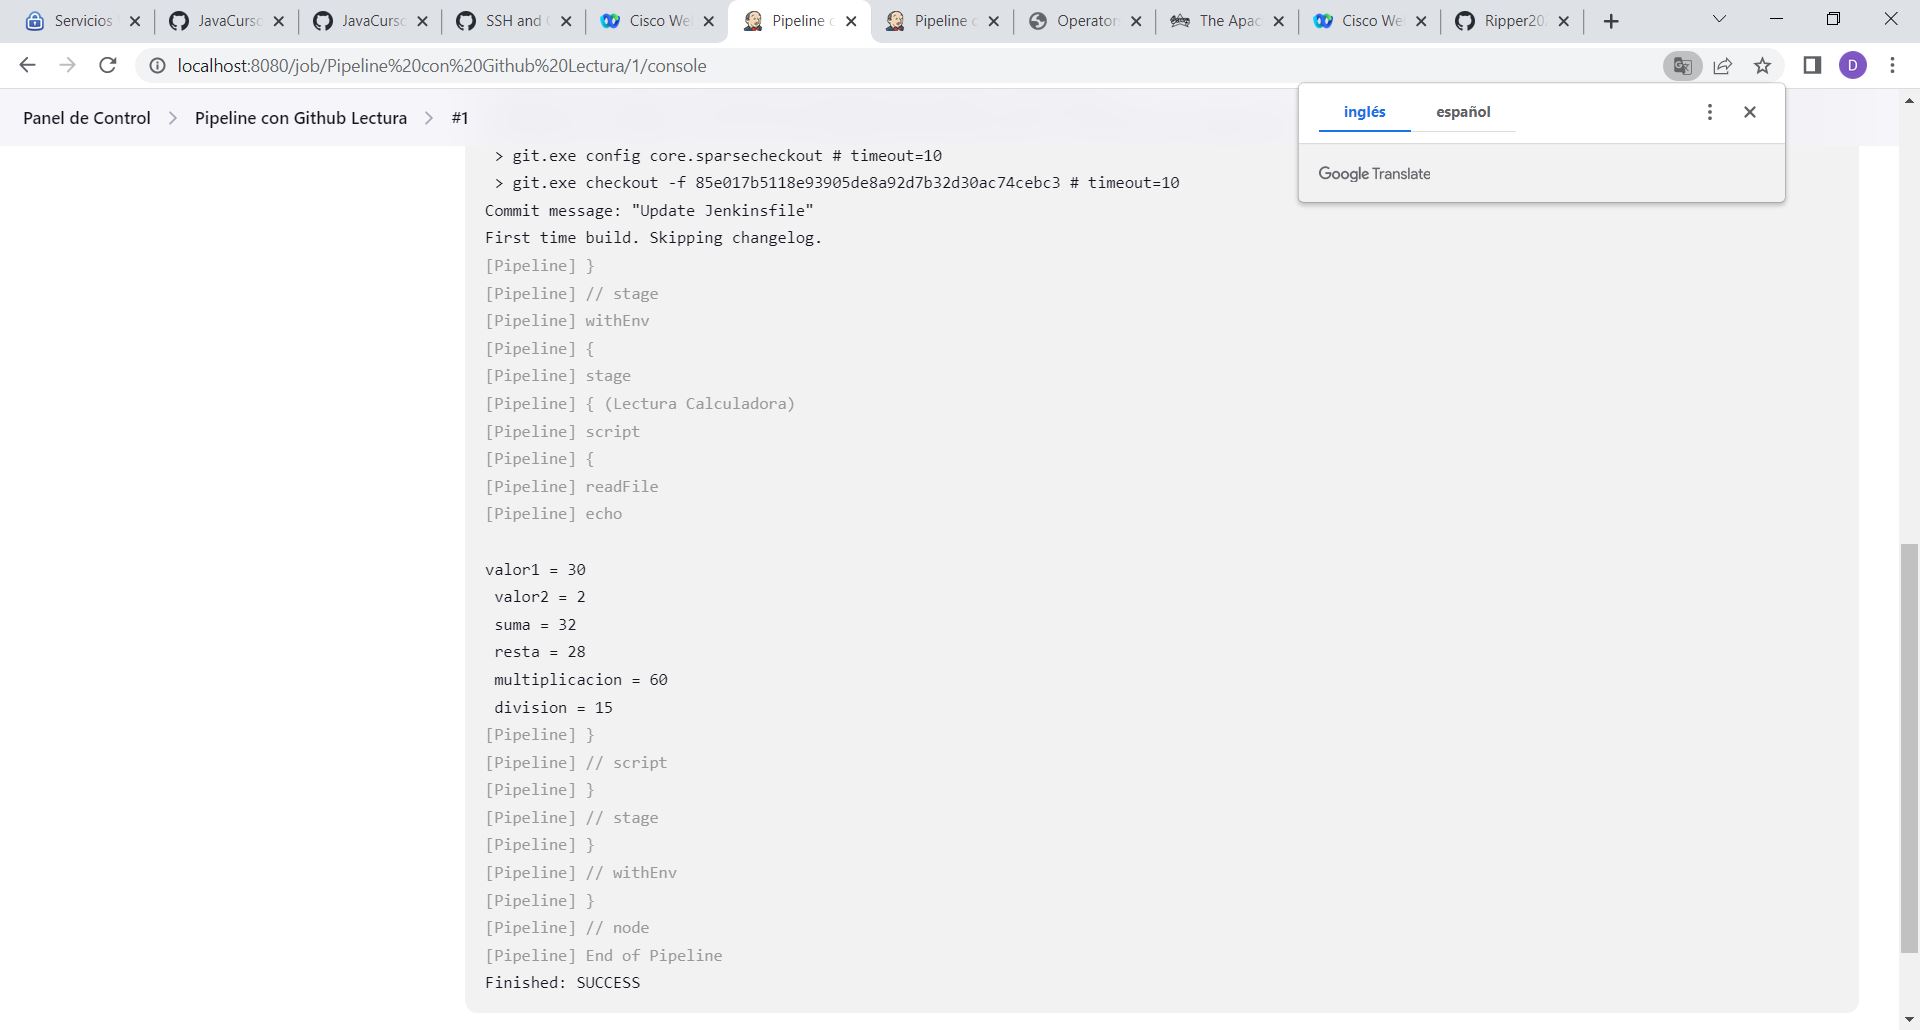 Servicios
JavaCurso
JavaCurso
SSH and
Cisco We
Pipeline
Pipeline
Operator
The Apac
Cisco We
Ripper20
localhost:8080/job/Pipeline%20con%20Github%20Lectura/1/console
D
Panel de Control
Pipeline con Github Lectura
#1
inglés
español
Google Translate
> git.exe config core.sparsecheckout # timeout=10
> git.exe checkout -f 85e017b5118e93905de8a92d7b32d30ac74cebc3 # timeout=10
Commit message: "Update Jenkinsfile"
First time build. Skipping changelog.
[Pipeline] }
[Pipeline] // stage
[Pipeline] withEnv
[Pipeline] {
[Pipeline] stage
[Pipeline] { (Lectura Calculadora)
[Pipeline] script
[Pipeline] {
[Pipeline] readFile
[Pipeline] echo
valor1 = 30
valor2 = 2
suma = 32
resta = 28
multiplicacion = 60
division = 15
[Pipeline] }
[Pipeline] // script
[Pipeline] }
[Pipeline] // stage
[Pipeline] }
[Pipeline] // withEnv
[Pipeline] }
[Pipeline] // node
[Pipeline] End of Pipeline
Finished: SUCCESS